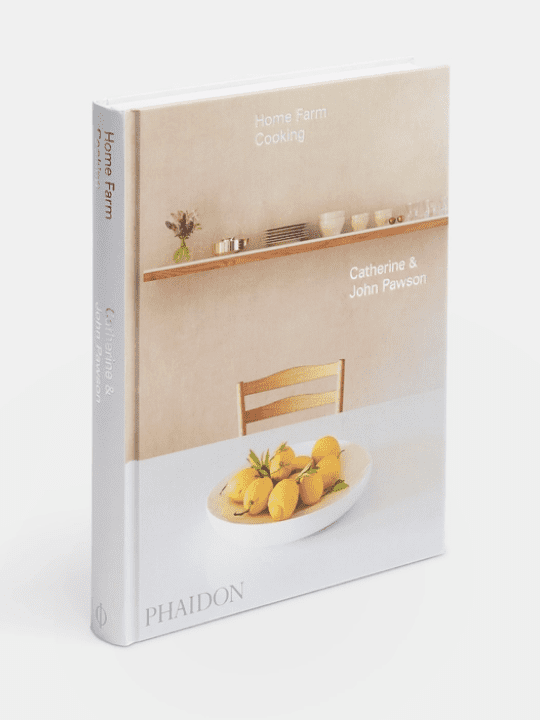 Home Farm
Cooking
Catherine &
John Pawson
PHAIDON
Home Farm
Cooking
Catherine &
John Pawson